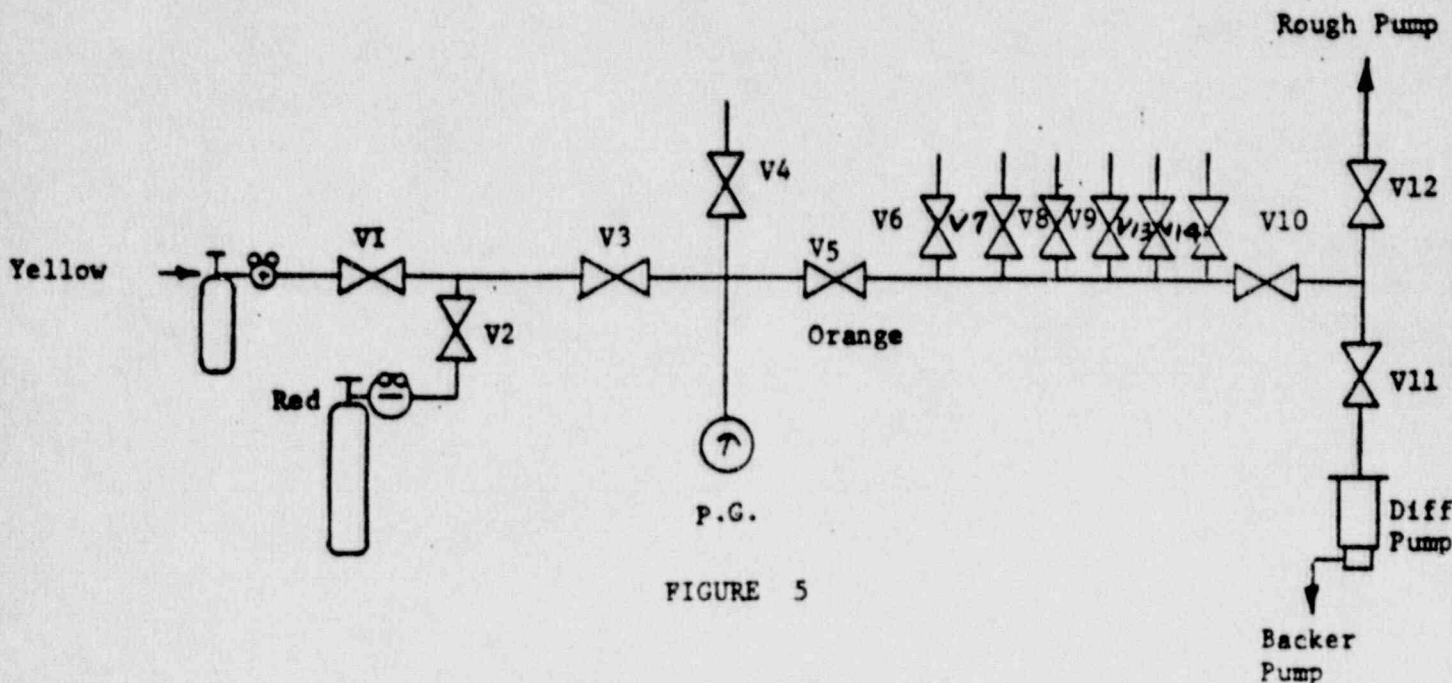 Rough Pump
V4
V12
V6 V7 V8 V9 V13 V14 V10
V1 V3 V5
Yellow
V2
Orange
V11
Red
P.G.
Diff
Pump
FIGURE 5
Backer
Pump